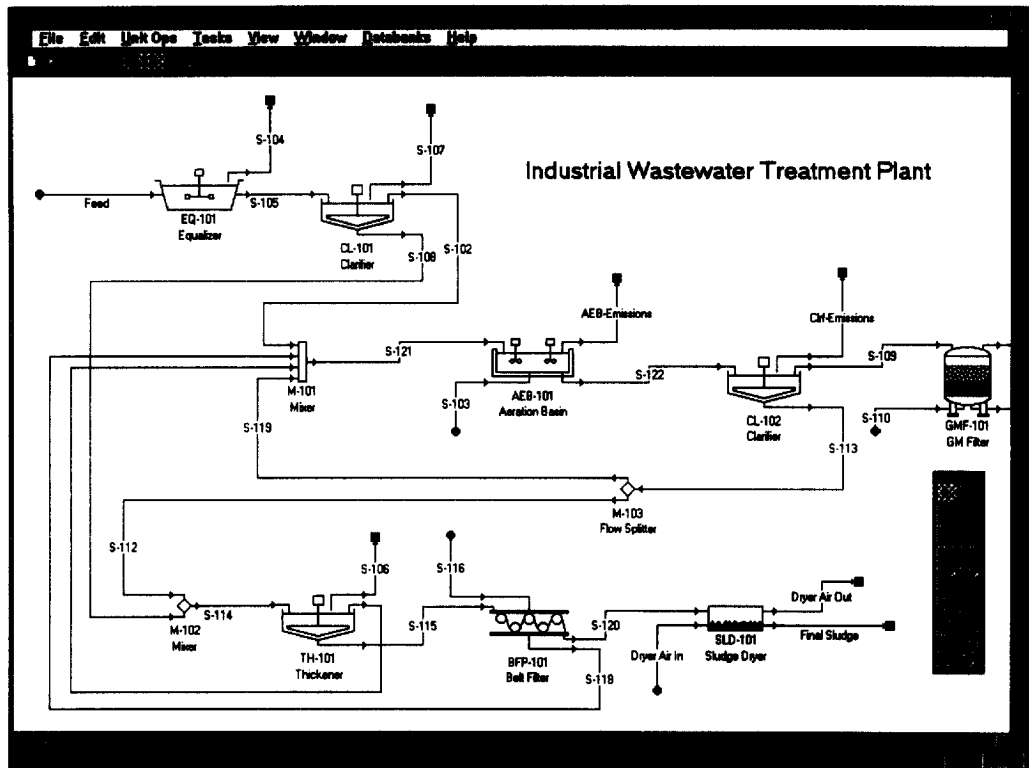 File Edit Unit Ops Tasks View Window Databanks Help
Industrial Wastewater Treatment Plant
S-104
S-107
Feed
S-105
EQ-101
Equalizer
CL-101
Clarifier
S-108
S-102
AEB-Emissions
Clrf-Emissions
S-121
S-109
M-101
Mixer
S-103
AEB-101
Aeration Basin
S-122
CL-102
Clarifier
S-110
GMF-101
GM Filter
S-119
S-113
M-103
Flow Splitter
S-112
S-106
S-116
S-114
M-102
Mixer
TH-101
Thickener
S-115
BFP-101
Belt Filter
S-120
S-118
Dryer Air In
SLD-101
Sludge Dryer
Dryer Air Out
Final Sludge